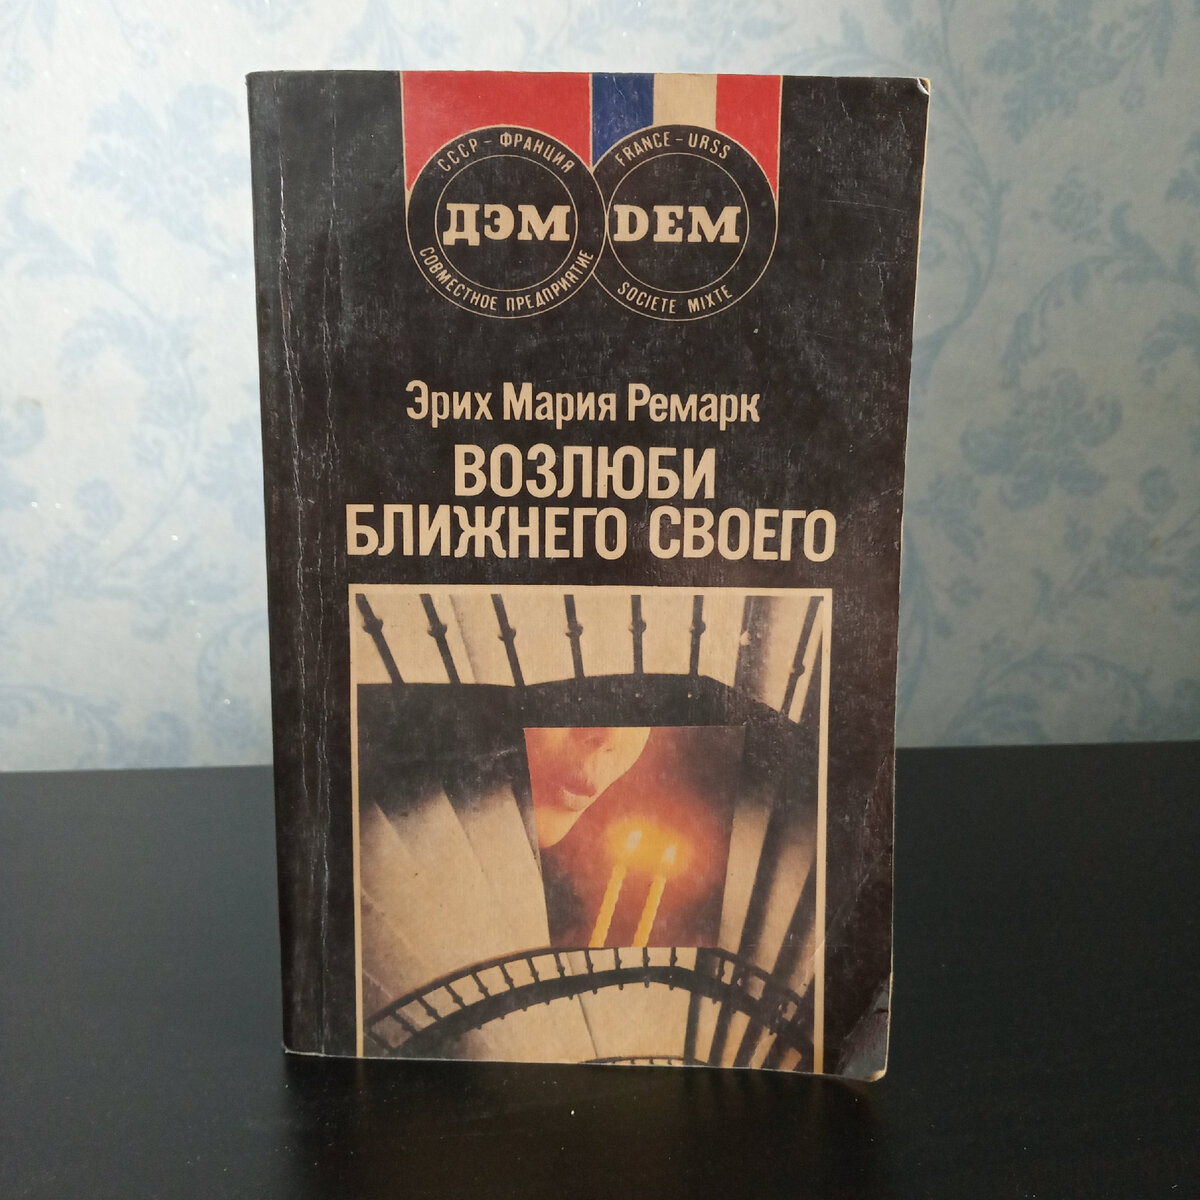 СССР - ФРАНЦИЯ
ДЭМ
СОВМЕСТНОЕ ПРЕДПРИЯТИЕ
FRANCE - URSS
DEM
SOCIETE MIXTE
Эрих Мария Ремарк
ВОЗЛЮБИ
БЛИЖНЕГО СВОЕГО